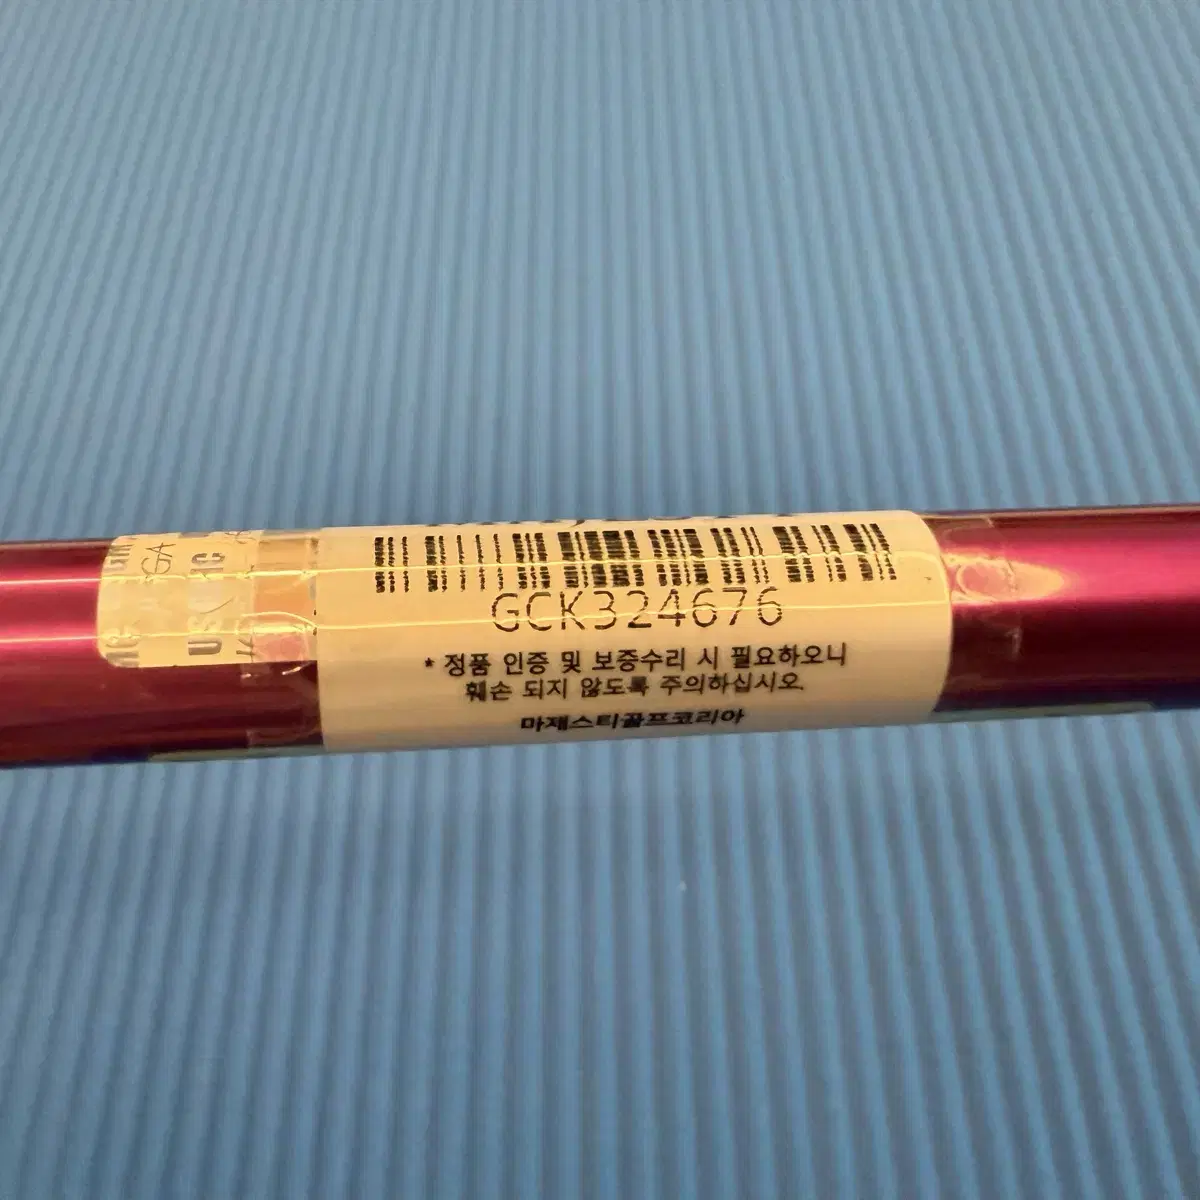 GCK324676
* 정품 인증 및 보증수리 시 필요하오니
훼손 되지 않도록 주의하십시오.
마제스티골프코리아